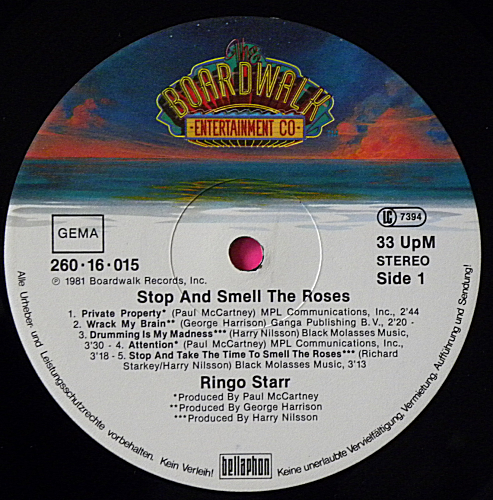 The
BOARDWALK
·ENTERTAINMENT CO·
GEMA
LC 7394
260·16·015
33 UpM
℗ 1981 Boardwalk Records, Inc.
STEREO
Side 1
Stop And Smell The Roses
1. Private Property* (Paul McCartney) MPL Communications, Inc., 2'44
2. Wrack My Brain** (George Harrison) Ganga Publishing B.V., 2'20 -
3. Drumming Is My Madness*** (Harry Nilsson) Black Molasses Music,
3'30 - 4. Attention* (Paul McCartney) MPL Communications, Inc.,
3'18 - 5. Stop And Take The Time To Smell The Roses*** (Richard
Starkey/Harry Nilsson) Black Molasses Music, 3'13
Ringo Starr
*Produced By Paul McCartney
**Produced By George Harrison
***Produced By Harry Nilsson
bellaphon
Alle Urheber- und Leistungsschutzrechte vorbehalten. Kein Verleih! Keine unerlaubte Vervielfältigung, Vermietung, Aufführung und Sendung!